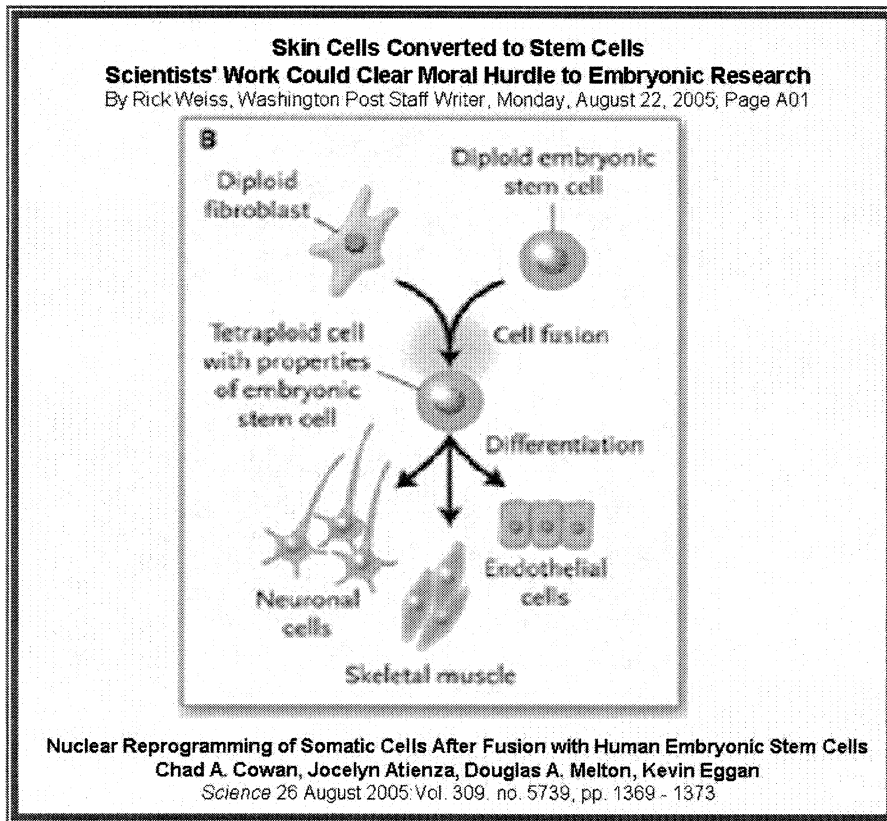 Skin Cells Converted to Stem Cells
Scientists' Work Could Clear Moral Hurdle to Embryonic Research
By Rick Weiss, Washington Post Staff Writer, Monday, August 22, 2005; Page A01
B
Diploid
fibroblast
Diploid embryonic
stem cell
Tetraploid cell
with properties
of embryonic
stem cell
Cell fusion
Differentiation
Neuronal
cells
Skeletal muscle
Endothelial
cells
Nuclear Reprogramming of Somatic Cells After Fusion with Human Embryonic Stem Cells
Chad A. Cowan, Jocelyn Atienza, Douglas A. Melton, Kevin Eggan
Science 26 August 2005:Vol. 309. no. 5739, pp. 1369 - 1373